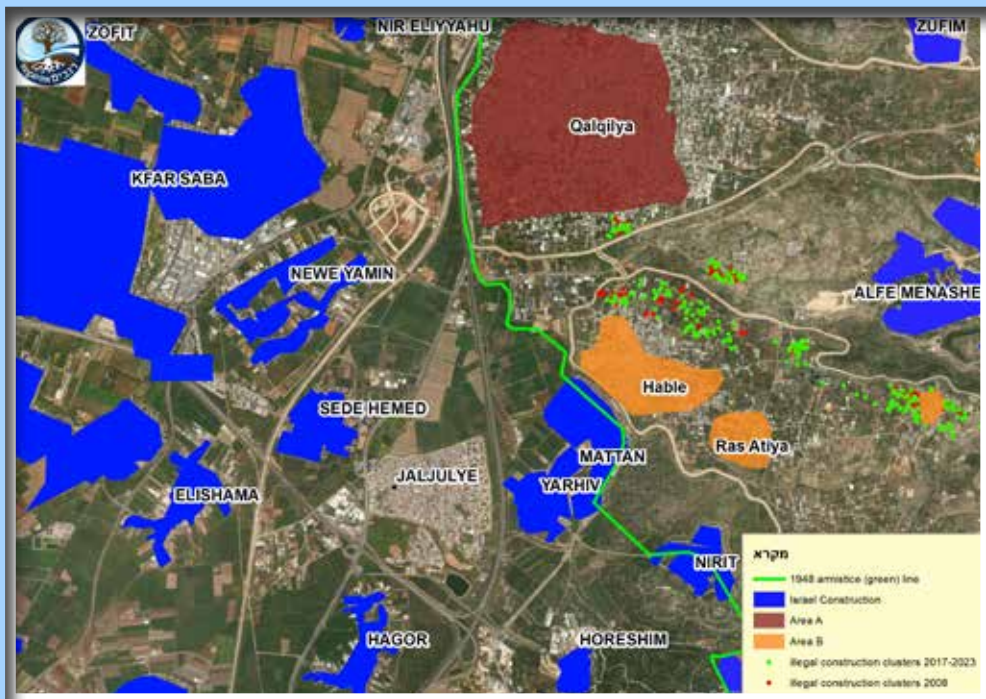 ZOFIT
NIR ELIYYAHU
ZUFIM
Qalqilya
KFAR SABA
NEWE YAMIN
ALFE MENASHE
Hable
SEDE HEMED
Ras Atiya
MATTAN
JALJULYE
YARHIV
ELISHAMA
NIRIT
HAGOR
HORESHIM
מקרא
1948 armistice (green) line
Israel Construction
Area A
Area B
illegal construction clusters 2017-2023
illegal construction clusters 2008